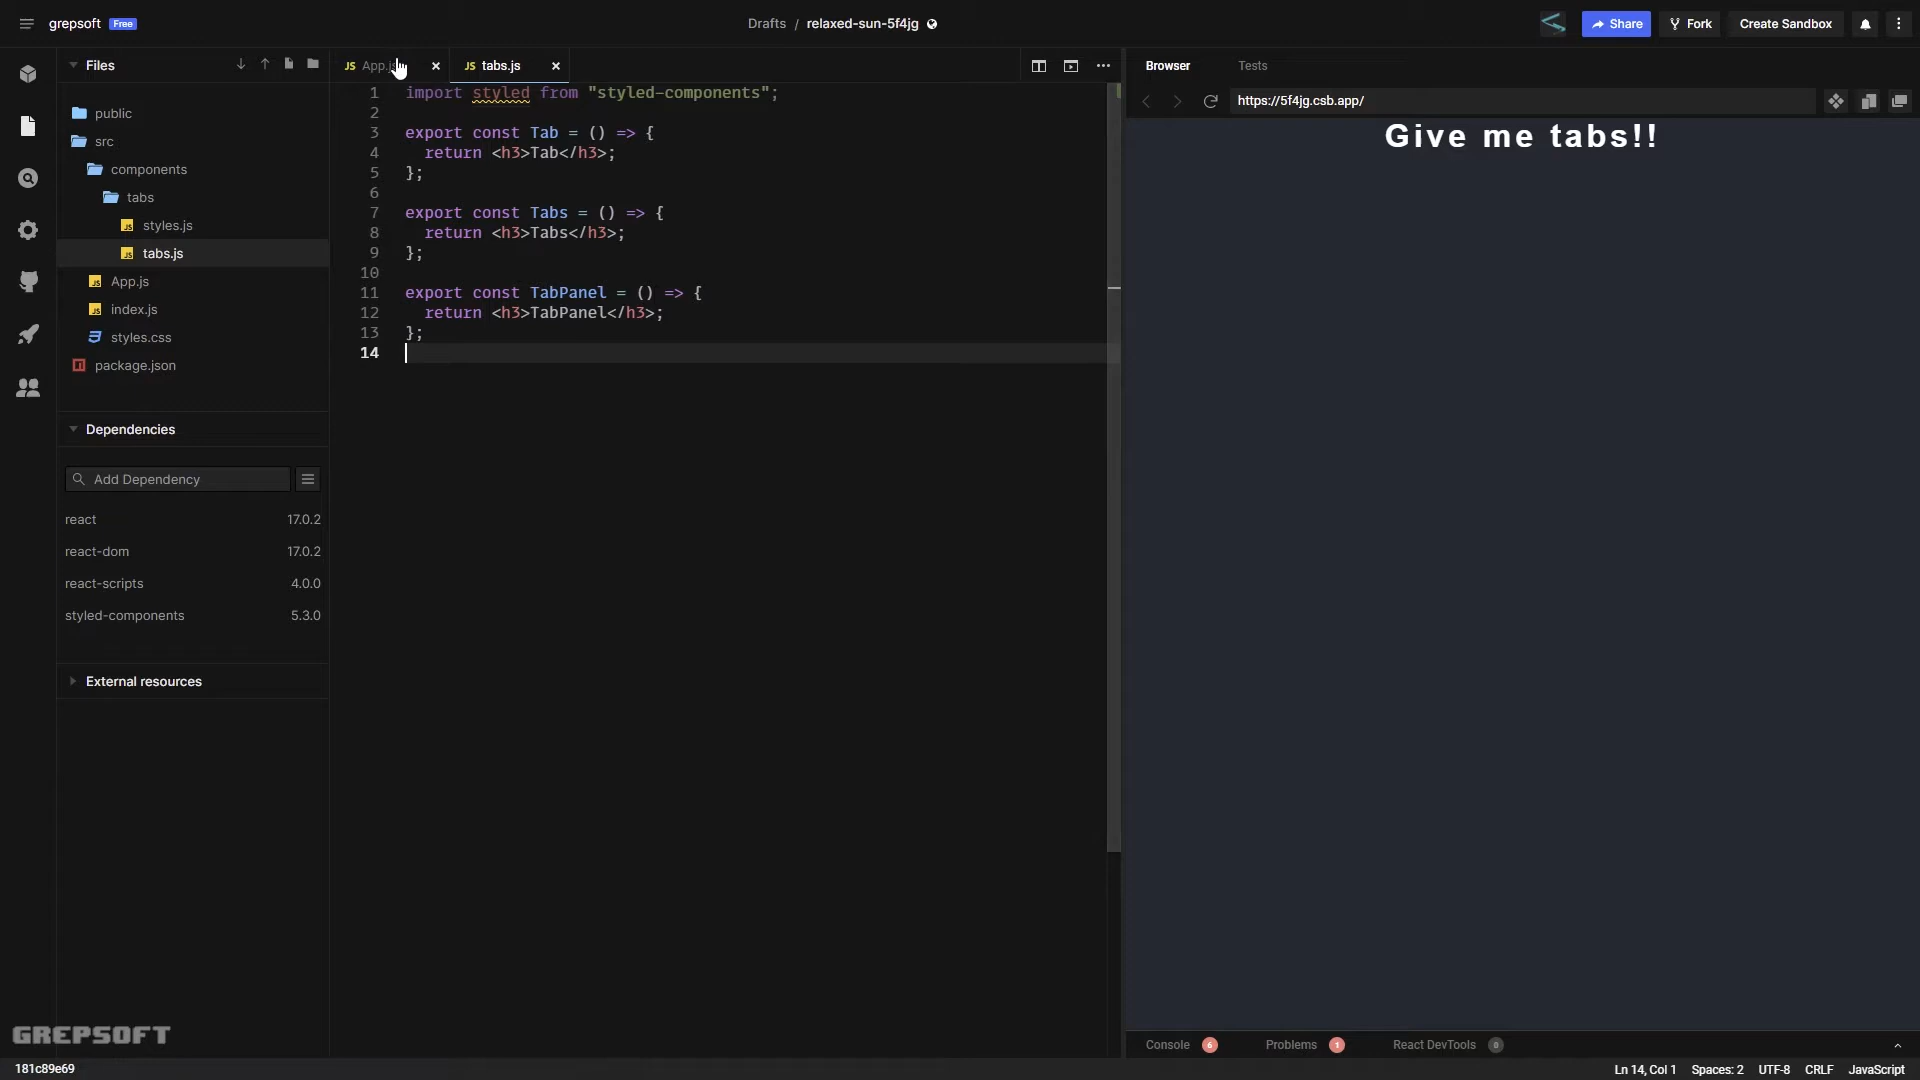 grepsoft Free
Drafts / relaxed-sun-5f4jg
Share
Fork
Create Sandbox
Files
public
src
components
tabs
styles.js
tabs.js
App.js
index.js
styles.css
package.json
Dependencies
Add Dependency
react 17.0.2
react-dom 17.0.2
react-scripts 4.0.0
styled-components 5.3.0
External resources
GREPSOFT
181c89e69
JS App.js
JS tabs.js
1 import styled from "styled-components";
2
3 export const Tab = () => {
4 return <h3>Tab</h3>;
5 };
6
7 export const Tabs = () => {
8 return <h3>Tabs</h3>;
9 };
10
11 export const TabPanel = () => {
12 return <h3>TabPanel</h3>;
13 };
14
Browser Tests
https://5f4jg.csb.app/
Give me tabs!!
Console 6 Problems 1 React DevTools 0
Ln 14, Col 1 Spaces: 2 UTF-8 CRLF JavaScript